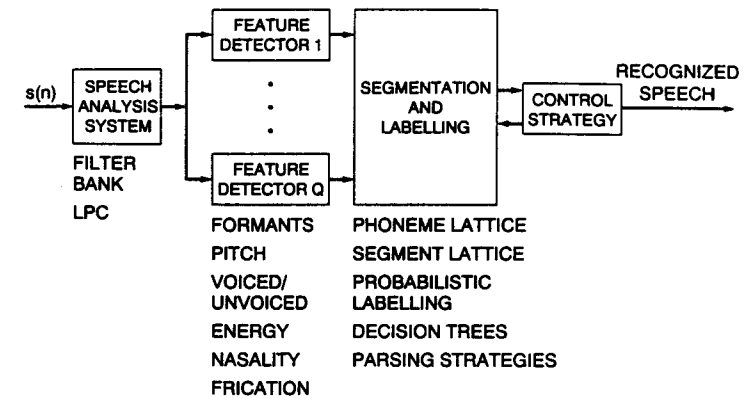 s(n)
SPEECH
ANALYSIS
SYSTEM
FILTER
BANK
LPC
FEATURE
DETECTOR 1
FEATURE
DETECTOR Q
FORMANTS
PITCH
VOICED/
UNVOICED
ENERGY
NASALITY
FRICATION
SEGMENTATION
AND
LABELLING
PHONEME LATTICE
SEGMENT LATTICE
PROBABILISTIC
LABELLING
DECISION TREES
PARSING STRATEGIES
CONTROL
STRATEGY
RECOGNIZED
SPEECH